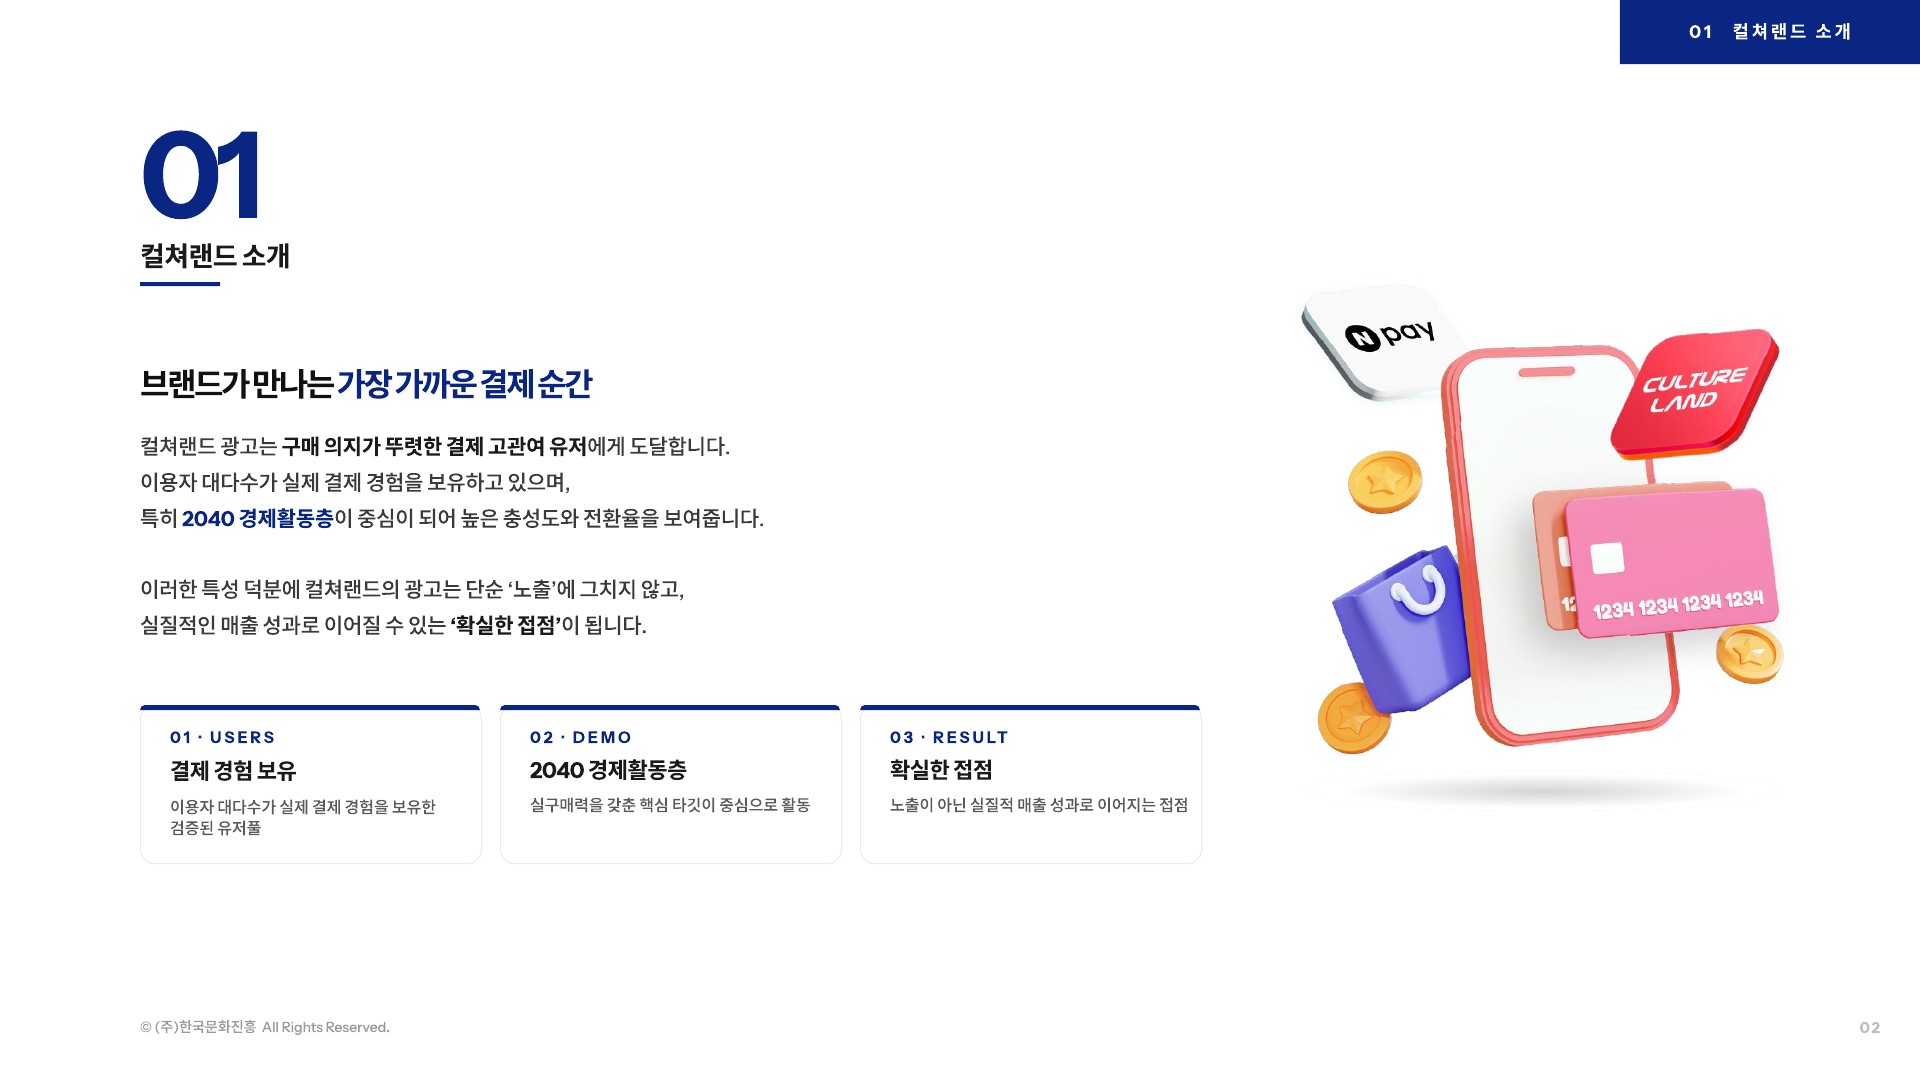 01 컬쳐랜드 소개
01
컬쳐랜드 소개
브랜드가 만나는 가장 가까운 결제 순간
컬쳐랜드 광고는 구매 의지가 뚜렷한 결제 고관여 유저에게 도달합니다.
이용자 대다수가 실제 결제 경험을 보유하고 있으며,
특히 2040 경제활동층이 중심이 되어 높은 충성도와 전환율을 보여줍니다.
이러한 특성 덕분에 컬쳐랜드의 광고는 단순 ‘노출’에 그치지 않고,
실질적인 매출 성과로 이어질 수 있는 ‘확실한 접점’이 됩니다.
N pay
CULTURE
LAND
12
1234 1234 1234 1234
01 · USERS
결제 경험 보유
이용자 대다수가 실제 결제 경험을 보유한
검증된 유저풀
02 · DEMO
2040 경제활동층
실구매력을 갖춘 핵심 타깃이 중심으로 활동
03 · RESULT
확실한 접점
노출이 아닌 실질적 매출 성과로 이어지는 접점
© (주)한국문화진흥 All Rights Reserved.
02